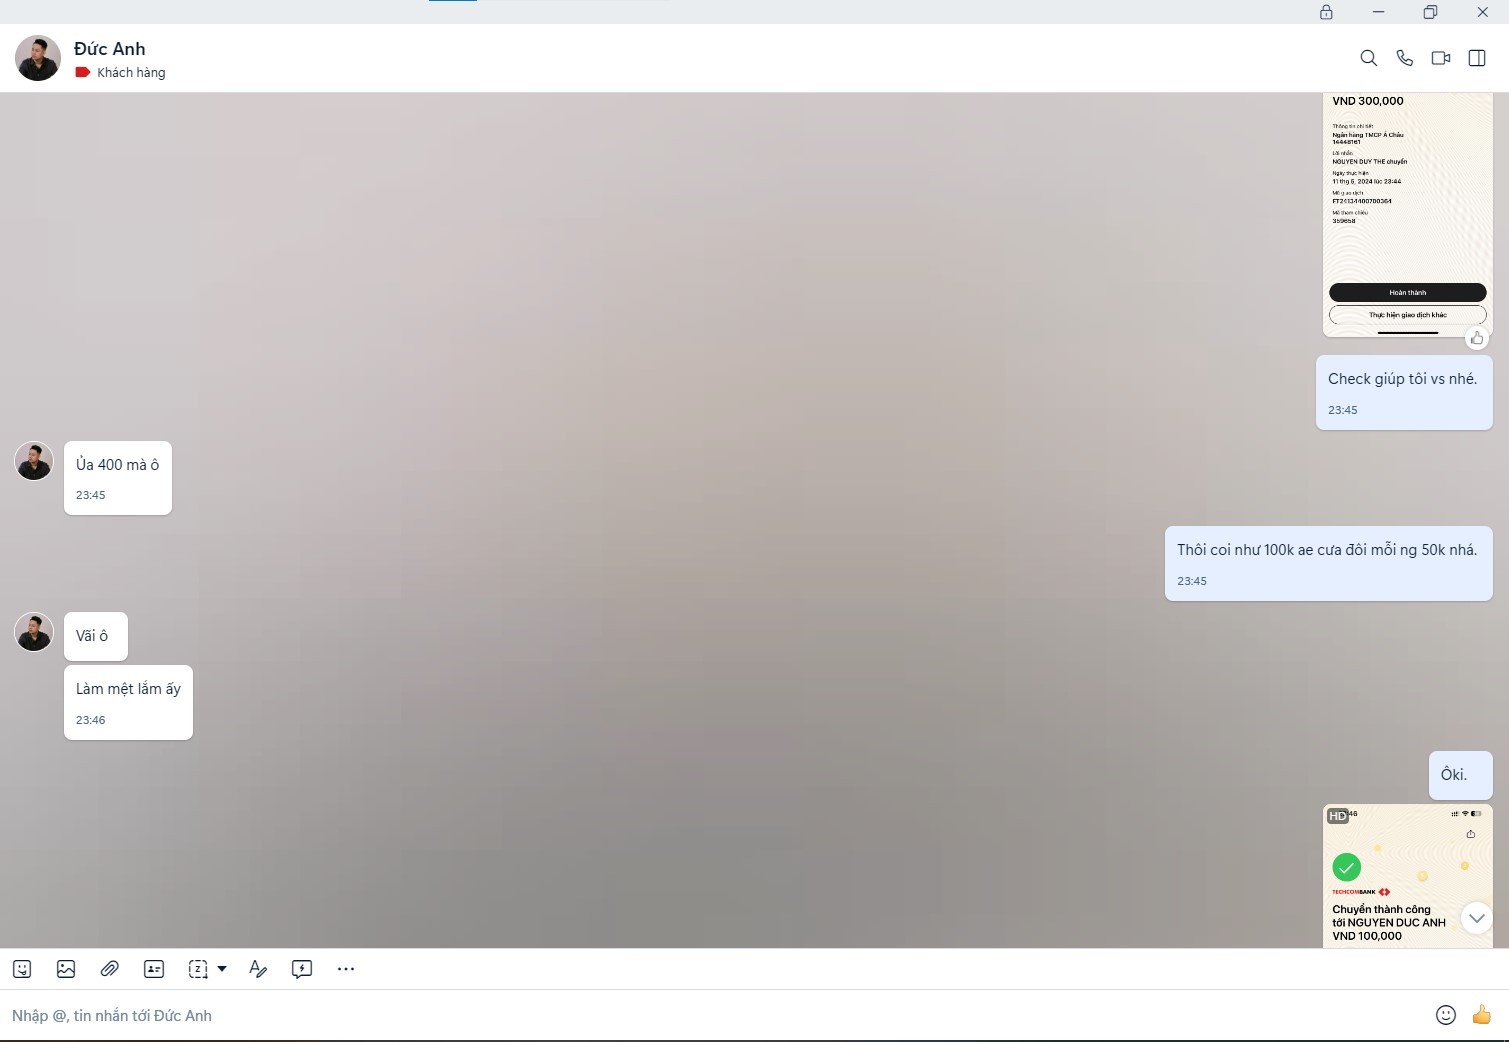 Đức Anh
Khách hàng
VND 300,000
Thông tin chi tiết
Ngân hàng TMCP Á Châu
14448161
Lời nhắn
NGUYEN DUY THE chuyển
Ngày thực hiện
11 thg 5, 2024 lúc 23:44
Mã giao dịch
FT24134400700364
Mã tham chiếu
359658
Hoàn thành
Thực hiện giao dịch khác
Check giúp tôi vs nhé.
23:45
Ủa 400 mà ô
23:45
Thôi coi như 100k ae cưa đôi mỗi ng 50k nhá.
23:45
Vãi ô
Làm mệt lắm ấy
23:46
Ôki.
HD
46
TECHCOMBANK
Chuyển thành công
tới NGUYEN DUC ANH
VND 100,000
Nhập @, tin nhắn tới Đức Anh